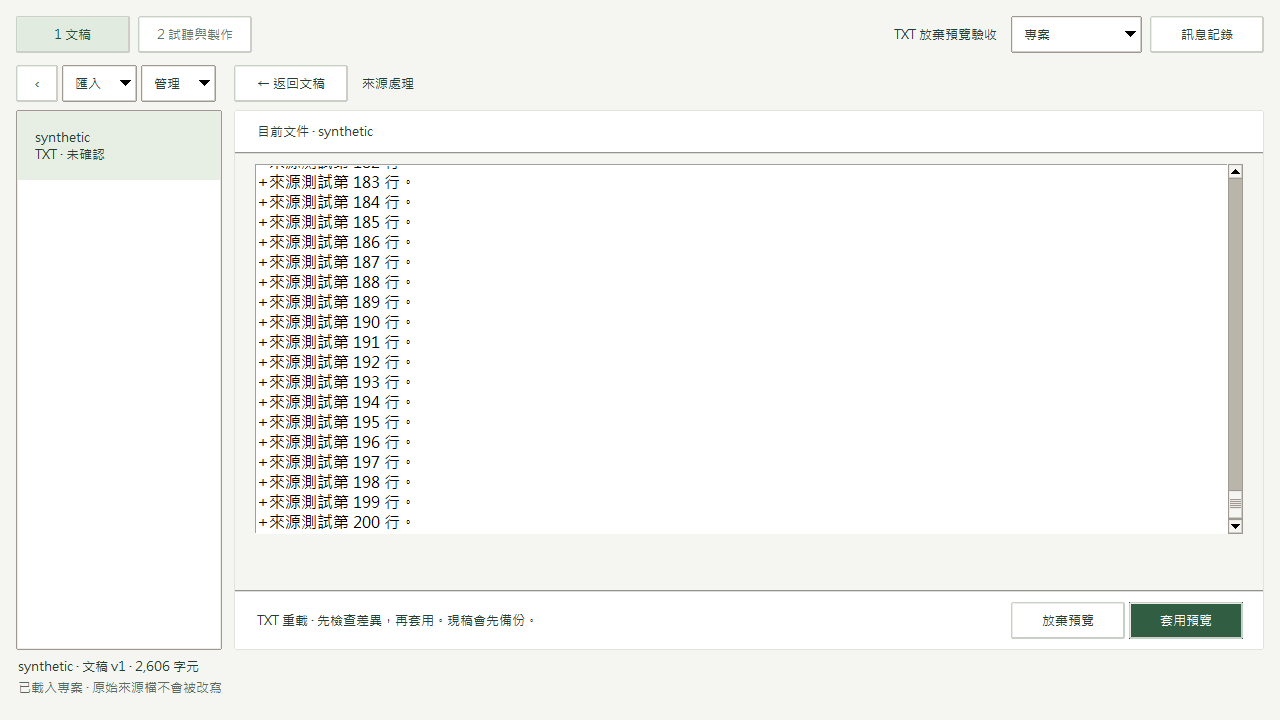 1 文稿
2 試聽與製作
TXT 放棄預覽驗收
專案
訊息記錄
‹
匯入
管理
← 返回文稿
來源處理
synthetic
TXT · 未確認
目前文件 · synthetic
+來源測試第 183 行。
+來源測試第 184 行。
+來源測試第 185 行。
+來源測試第 186 行。
+來源測試第 187 行。
+來源測試第 188 行。
+來源測試第 189 行。
+來源測試第 190 行。
+來源測試第 191 行。
+來源測試第 192 行。
+來源測試第 193 行。
+來源測試第 194 行。
+來源測試第 195 行。
+來源測試第 196 行。
+來源測試第 197 行。
+來源測試第 198 行。
+來源測試第 199 行。
+來源測試第 200 行。
TXT 重載 · 先檢查差異，再套用。現稿會先備份。
放棄預覽
套用預覽
synthetic · 文稿 v1 · 2,606 字元
已載入專案 · 原始來源檔不會被改寫